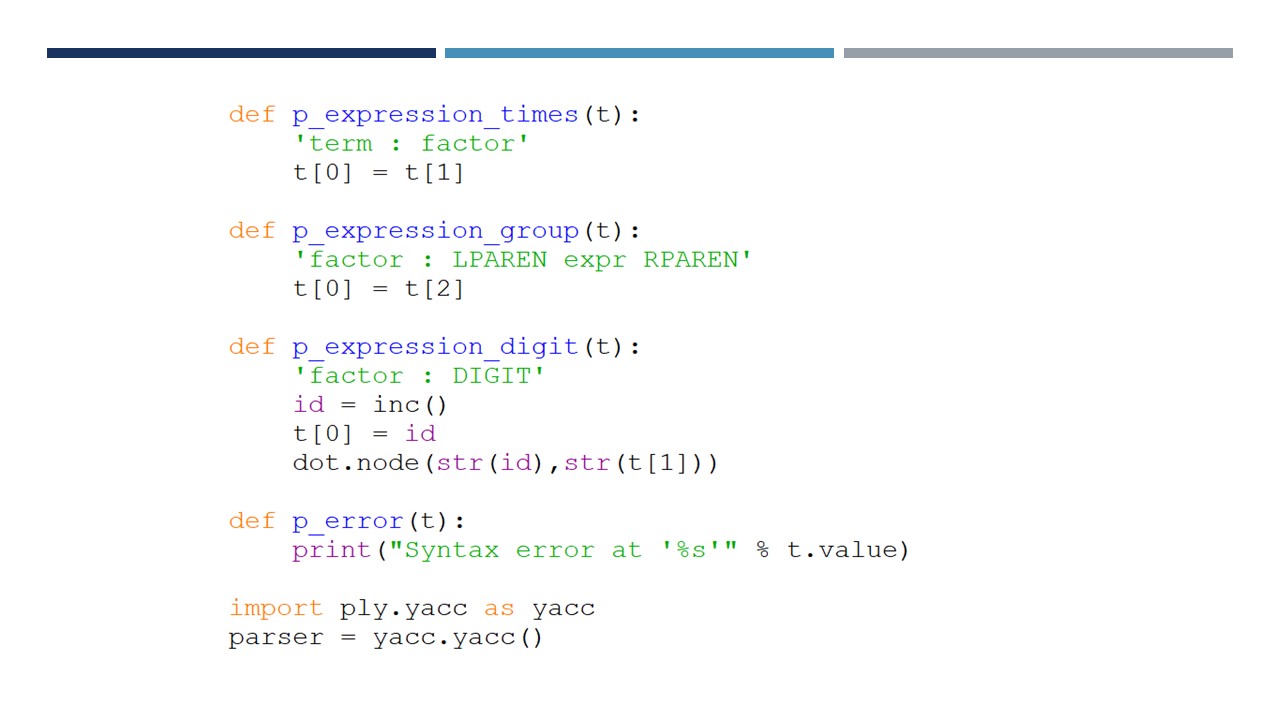 def p_expression_times(t):
    'term : factor'
    t[0] = t[1]

def p_expression_group(t):
    'factor : LPAREN expr RPAREN'
    t[0] = t[2]

def p_expression_digit(t):
    'factor : DIGIT'
    id = inc()
    t[0] = id
    dot.node(str(id),str(t[1]))

def p_error(t):
    print("Syntax error at '%s'" % t.value)

import ply.yacc as yacc
parser = yacc.yacc()